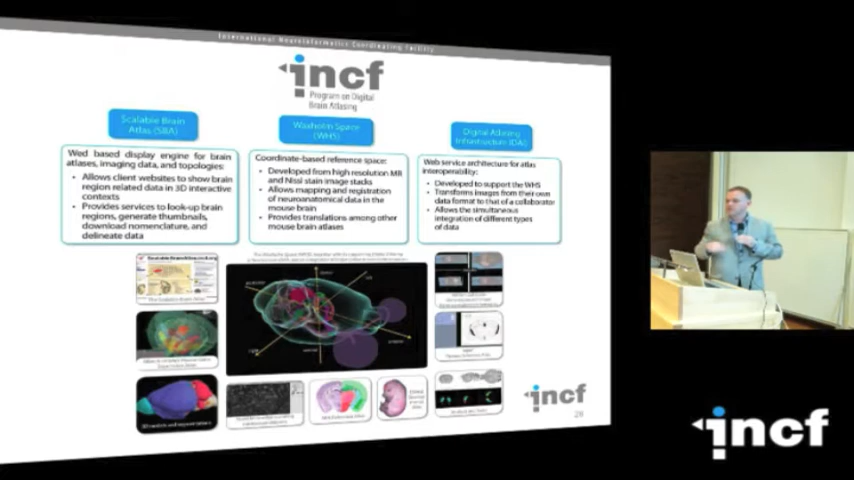 International Neuroinformatics Coordinating Facility
incf
Program on Digital
Brain Atlasing
Scalable Brain
Atlas (SBA)
Wed based display engine for brain
atlases, imaging data, and topologies:
• Allows client websites to show brain
region related data in 3D interactive
contexts
• Provides services to look-up brain
regions, generate thumbnails,
download nomenclature, and
delineate data
Waxholm Space
(WHS)
Coordinate-based reference space:
• Developed from high resolution MR
and Nissl stain image stacks
• Allows mapping and registration
of neuroanatomical data in the
mouse brain
• Provides translations among other
mouse brain atlases
Digital Atlasing
Infrastructure (DAI)
Web service architecture for atlas
interoperability:
• Developed to support the WHS
• Transforms images from their own
data format to that of a collaborator
• Allows the simultaneous
integration of different types
of data
incf
28
incf